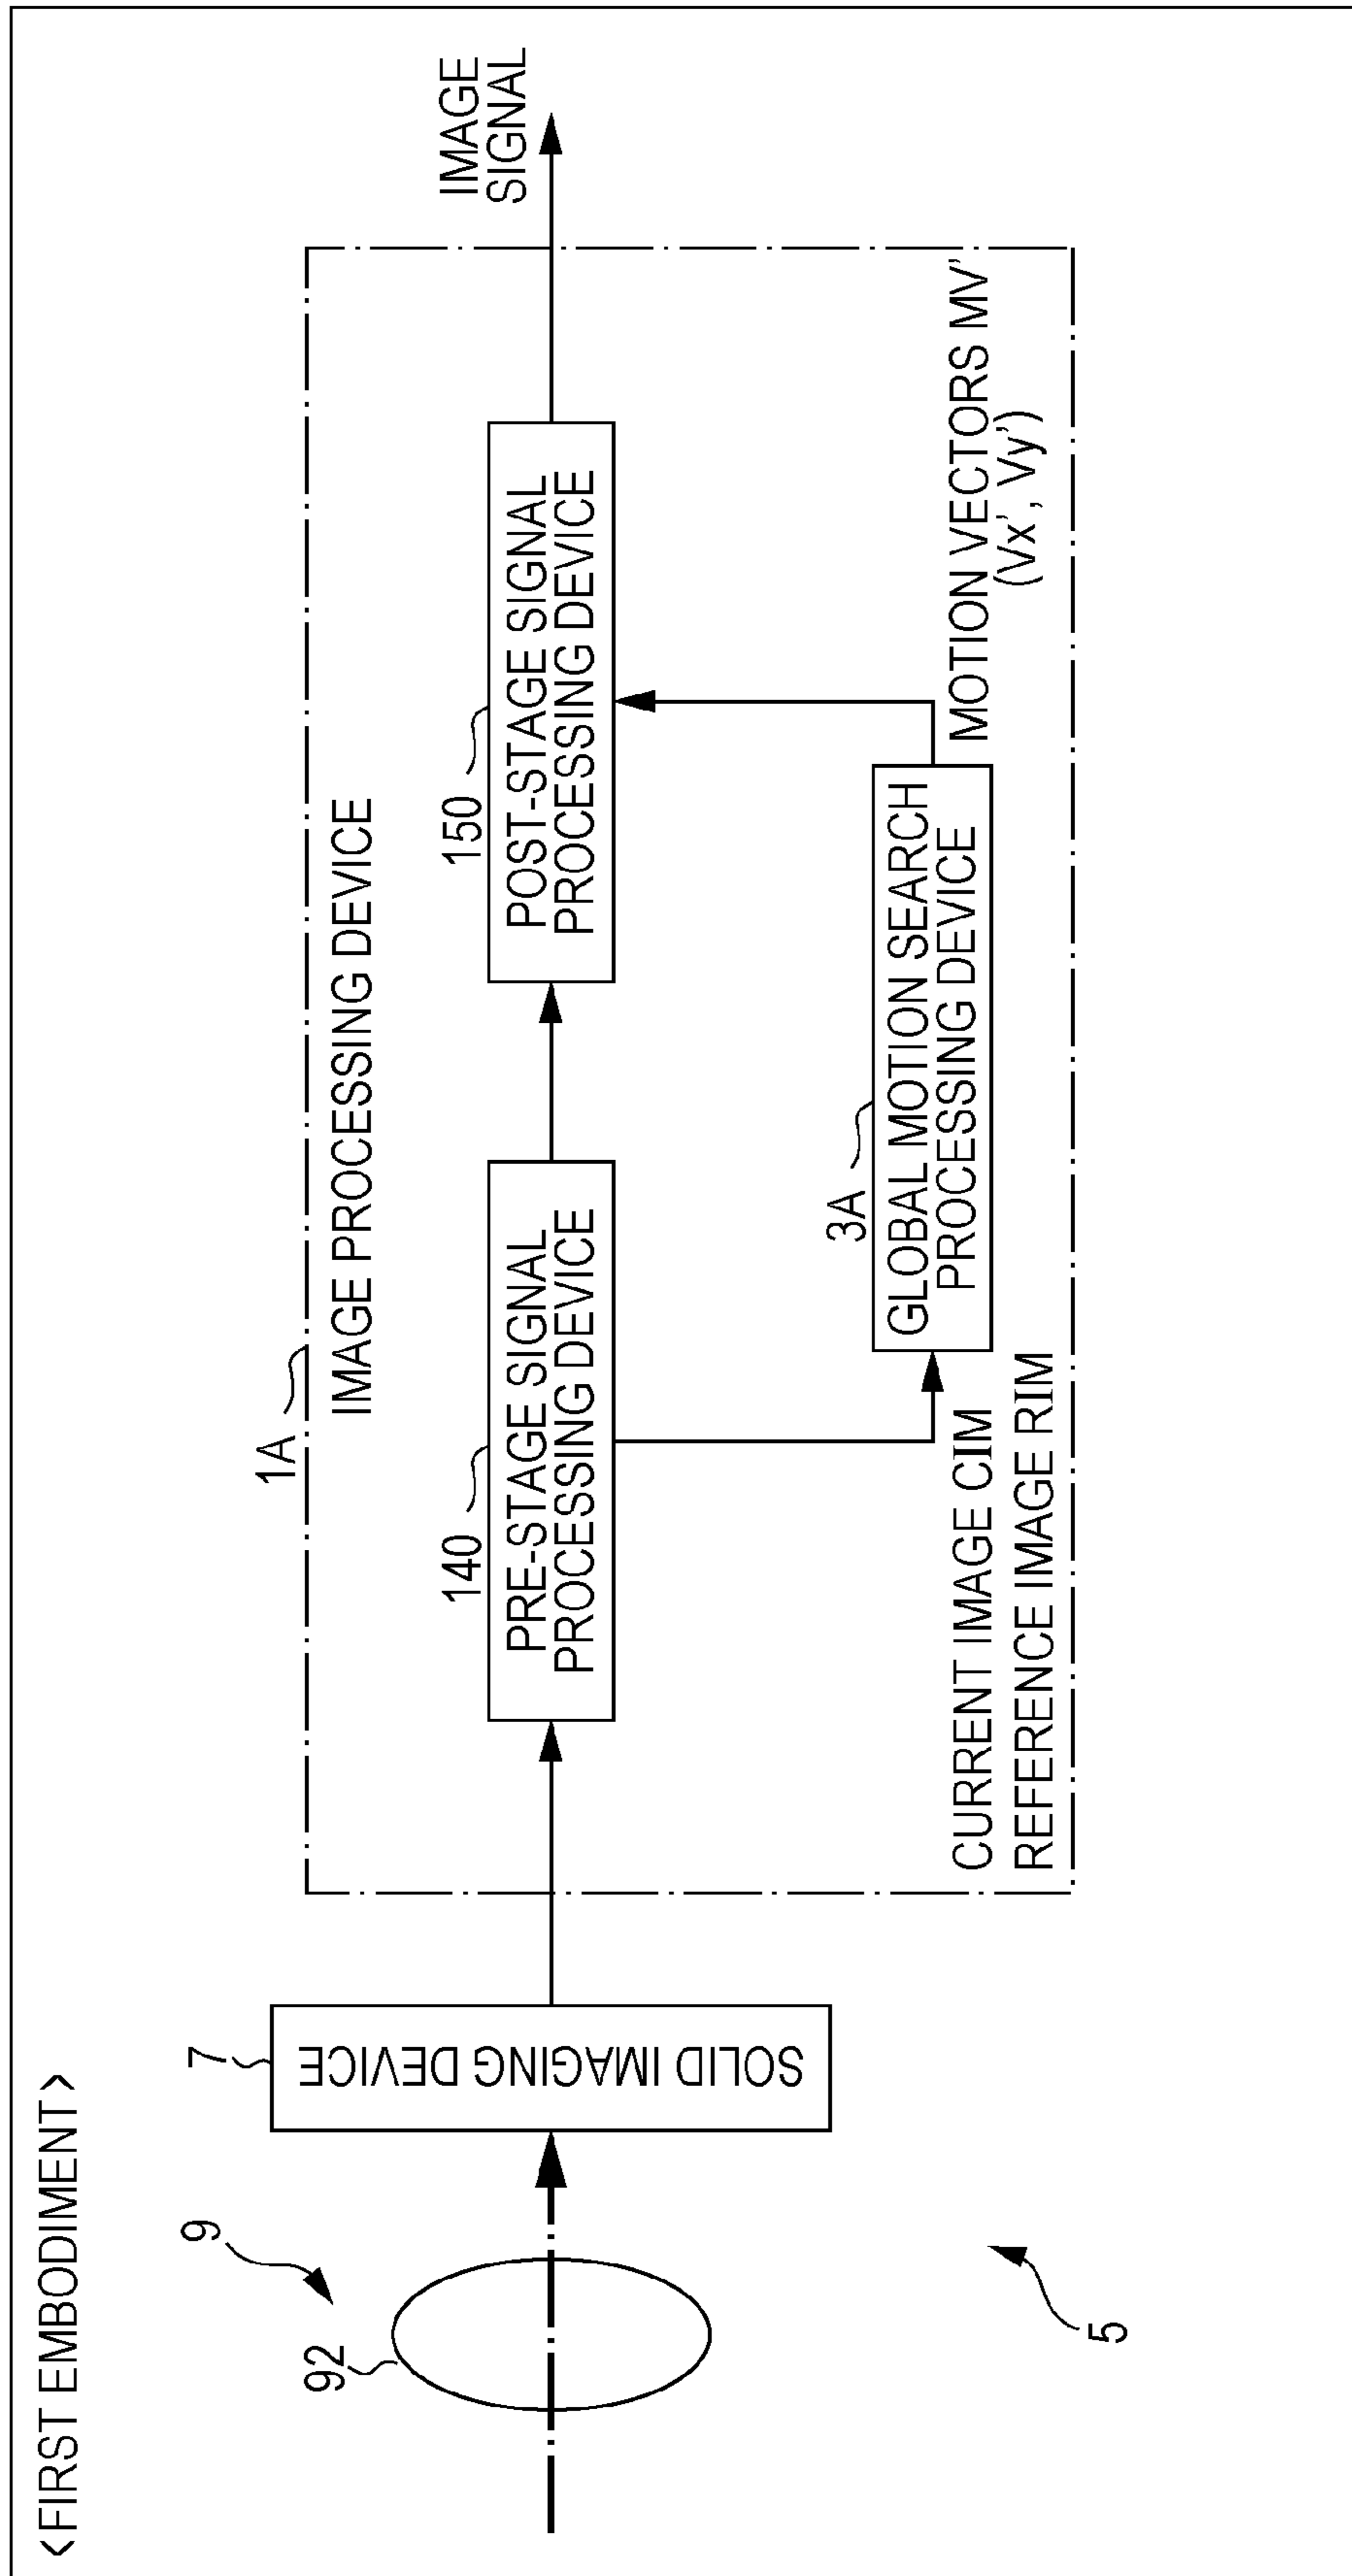 <FIRST EMBODIMENT>
9
92
7
SOLID IMAGING DEVICE
5
1A
IMAGE PROCESSING DEVICE
140
PRE-STAGE SIGNAL
PROCESSING DEVICE
150
POST-STAGE SIGNAL
PROCESSING DEVICE
IMAGE
SIGNAL
3A
GLOBAL MOTION SEARCH
PROCESSING DEVICE
CURRENT IMAGE CIM
REFERENCE IMAGE RIM
MOTION VECTORS MV'
(Vx', Vy')